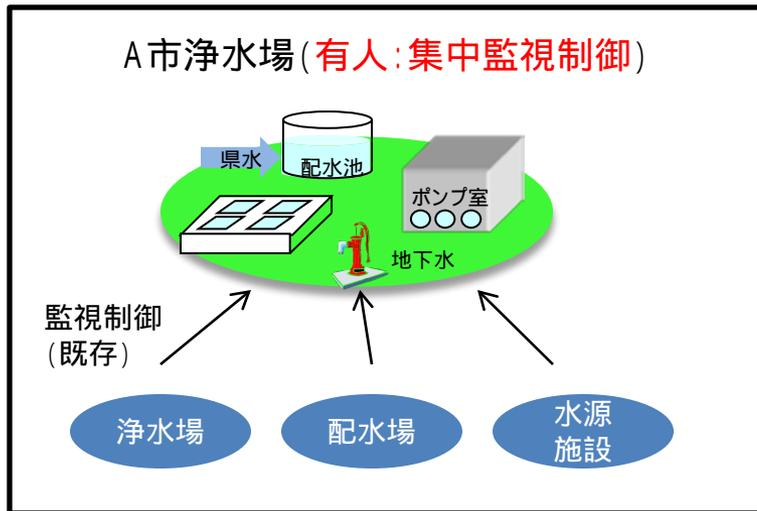 A市浄水場(有人:集中監視制御)
県水
配水池
ポンプ室
地下水
監視制御
(既存)
浄水場
配水場
水源
施設